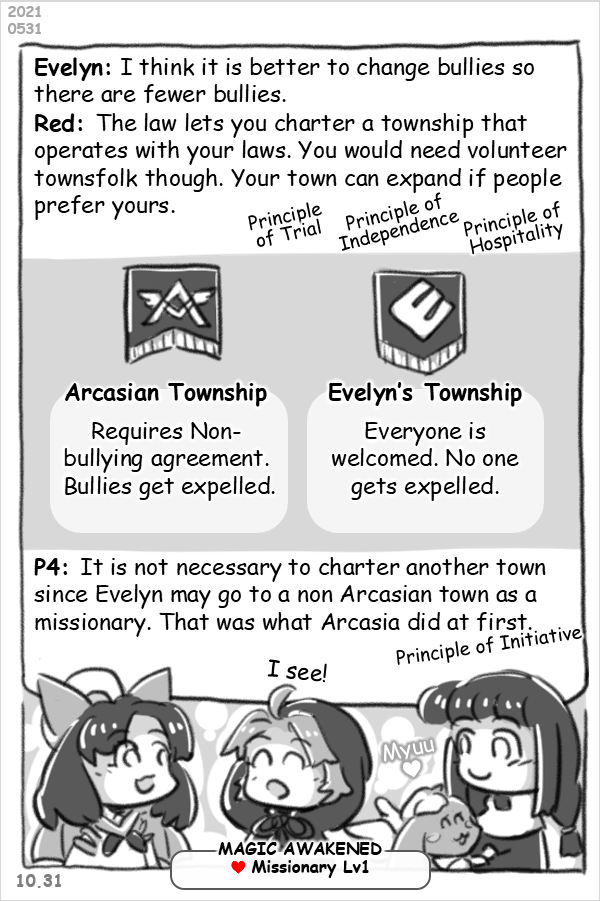 2021
0531
Evelyn: I think it is better to change bullies so
there are fewer bullies.
Red: The law lets you charter a township that
operates with your laws. You would need volunteer
townsfolk though. Your town can expand if people
prefer yours.
Principle
of Trial
Principle of
Independence
Principle of
Hospitality
Arcasian Township
Requires Non-
bullying agreement.
Bullies get expelled.
Evelyn's Township
Everyone is
welcomed. No one
gets expelled.
P4: It is not necessary to charter another town
since Evelyn may go to a non Arcasian town as a
missionary. That was what Arcasia did at first.
Principle of Initiative
I see!
Myuu
MAGIC AWAKENED
♥ Missionary Lv1
10.31